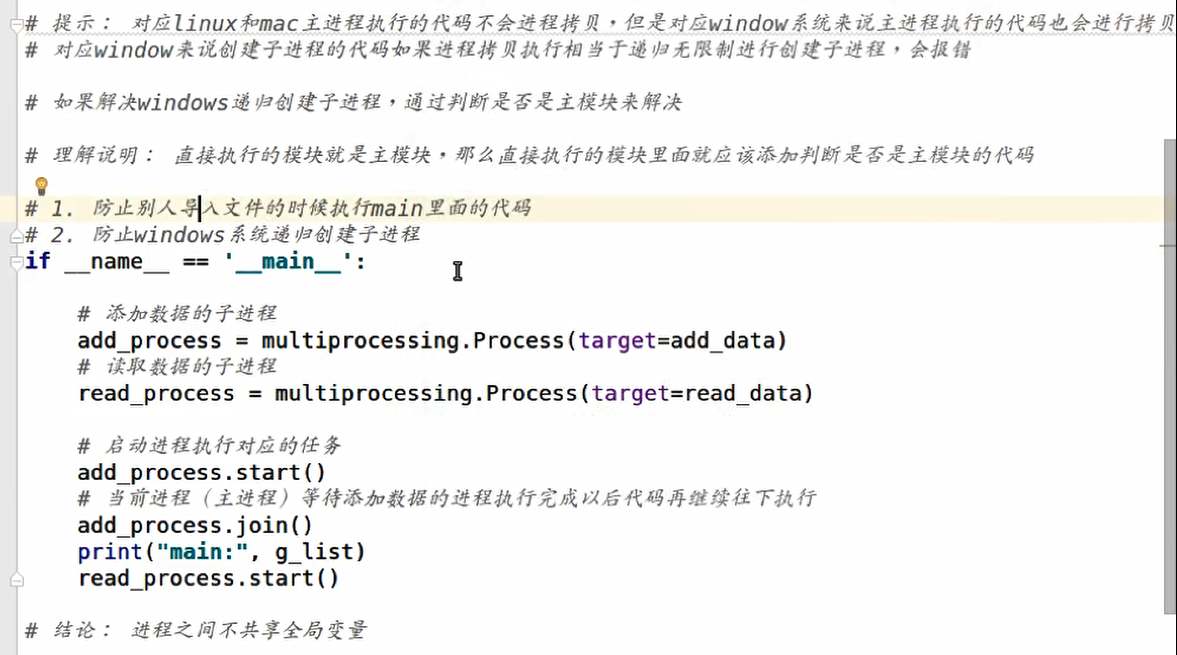 # 提示： 对应linux和mac主进程执行的代码不会进程拷贝，但是对应window系统来说主进程执行的代码也会进行拷贝
# 对应window来说创建子进程的代码如果进程拷贝执行相当于递归无限制进行创建子进程，会报错
# 如果解决windows递归创建子进程，通过判断是否是主模块来解决
# 理解说明： 直接执行的模块就是主模块，那么直接执行的模块里面就应该添加判断是否是主模块的代码
# 1. 防止别人导入文件的时候执行main里面的代码
# 2. 防止windows系统递归创建子进程
if __name__ == '__main__':
# 添加数据的子进程
add_process = multiprocessing.Process(target=add_data)
# 读取数据的子进程
read_process = multiprocessing.Process(target=read_data)
# 启动进程执行对应的任务
add_process.start()
# 当前进程（主进程）等待添加数据的进程执行完成以后代码再继续往下执行
add_process.join()
print("main:", g_list)
read_process.start()
# 结论： 进程之间不共享全局变量